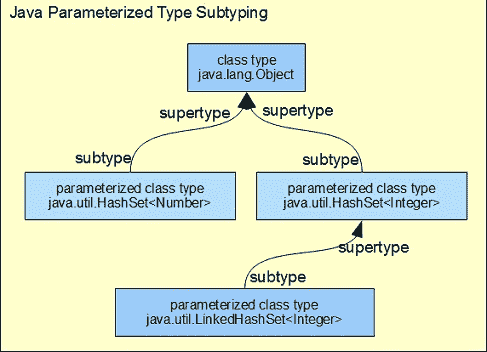 Java Parameterized Type Subtyping
class type
java.lang.Object
supertype
supertype
subtype
subtype
parameterized class type
java.util.HashSet<Number>
parameterized class type
java.util.HashSet<Integer>
supertype
subtype
parameterized class type
java.util.LinkedHashSet<Integer>